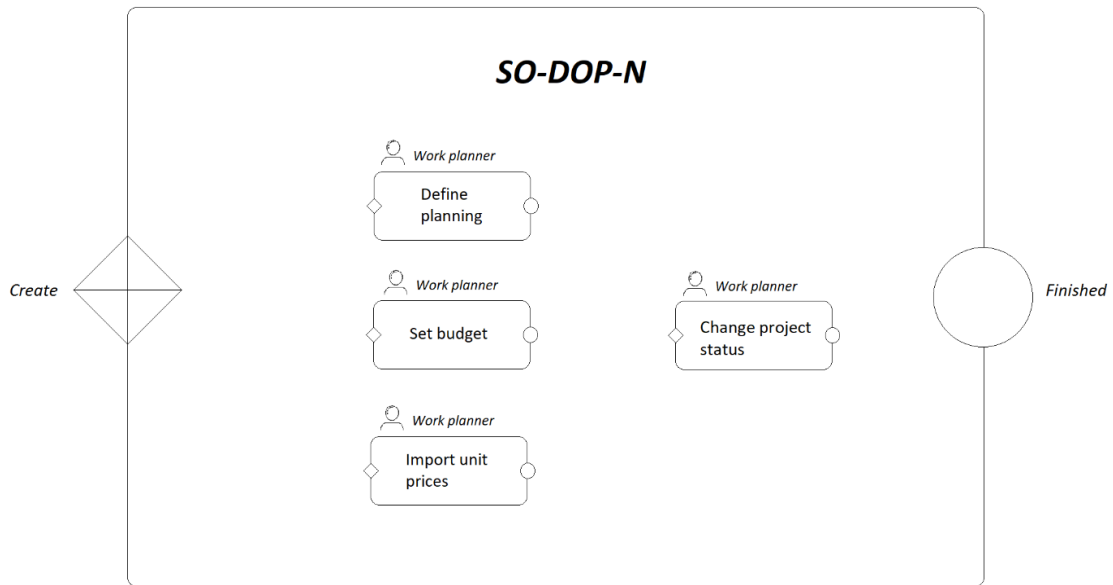 SO-DOP-N
Work planner
Define
planning
Create
Work planner
Set budget
Work planner
Change project
status
Finished
Work planner
Import unit
prices